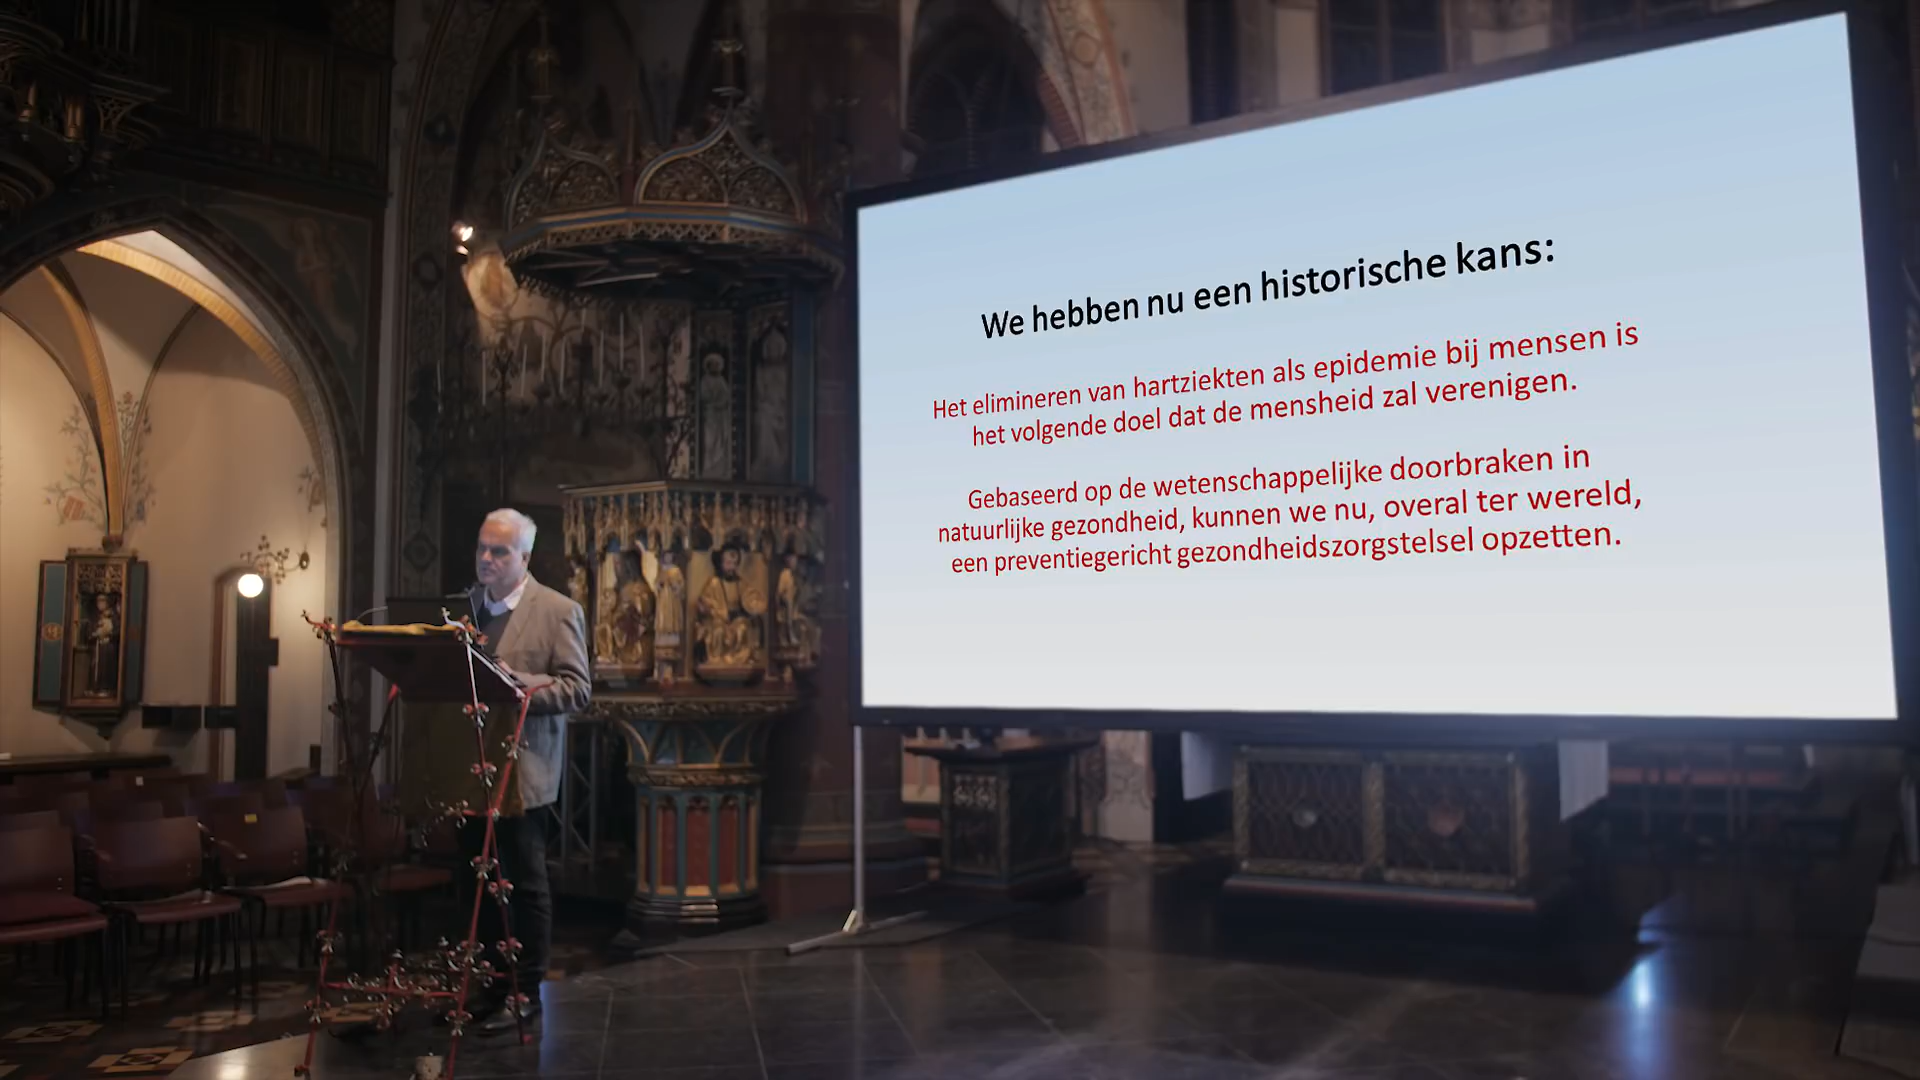 We hebben nu een historische kans:
Het elimineren van hartziekten als epidemie bij mensen is
het volgende doel dat de mensheid zal verenigen.
Gebaseerd op de wetenschappelijke doorbraken in
natuurlijke gezondheid, kunnen we nu, overal ter wereld,
een preventiegericht gezondheidszorgstelsel opzetten.